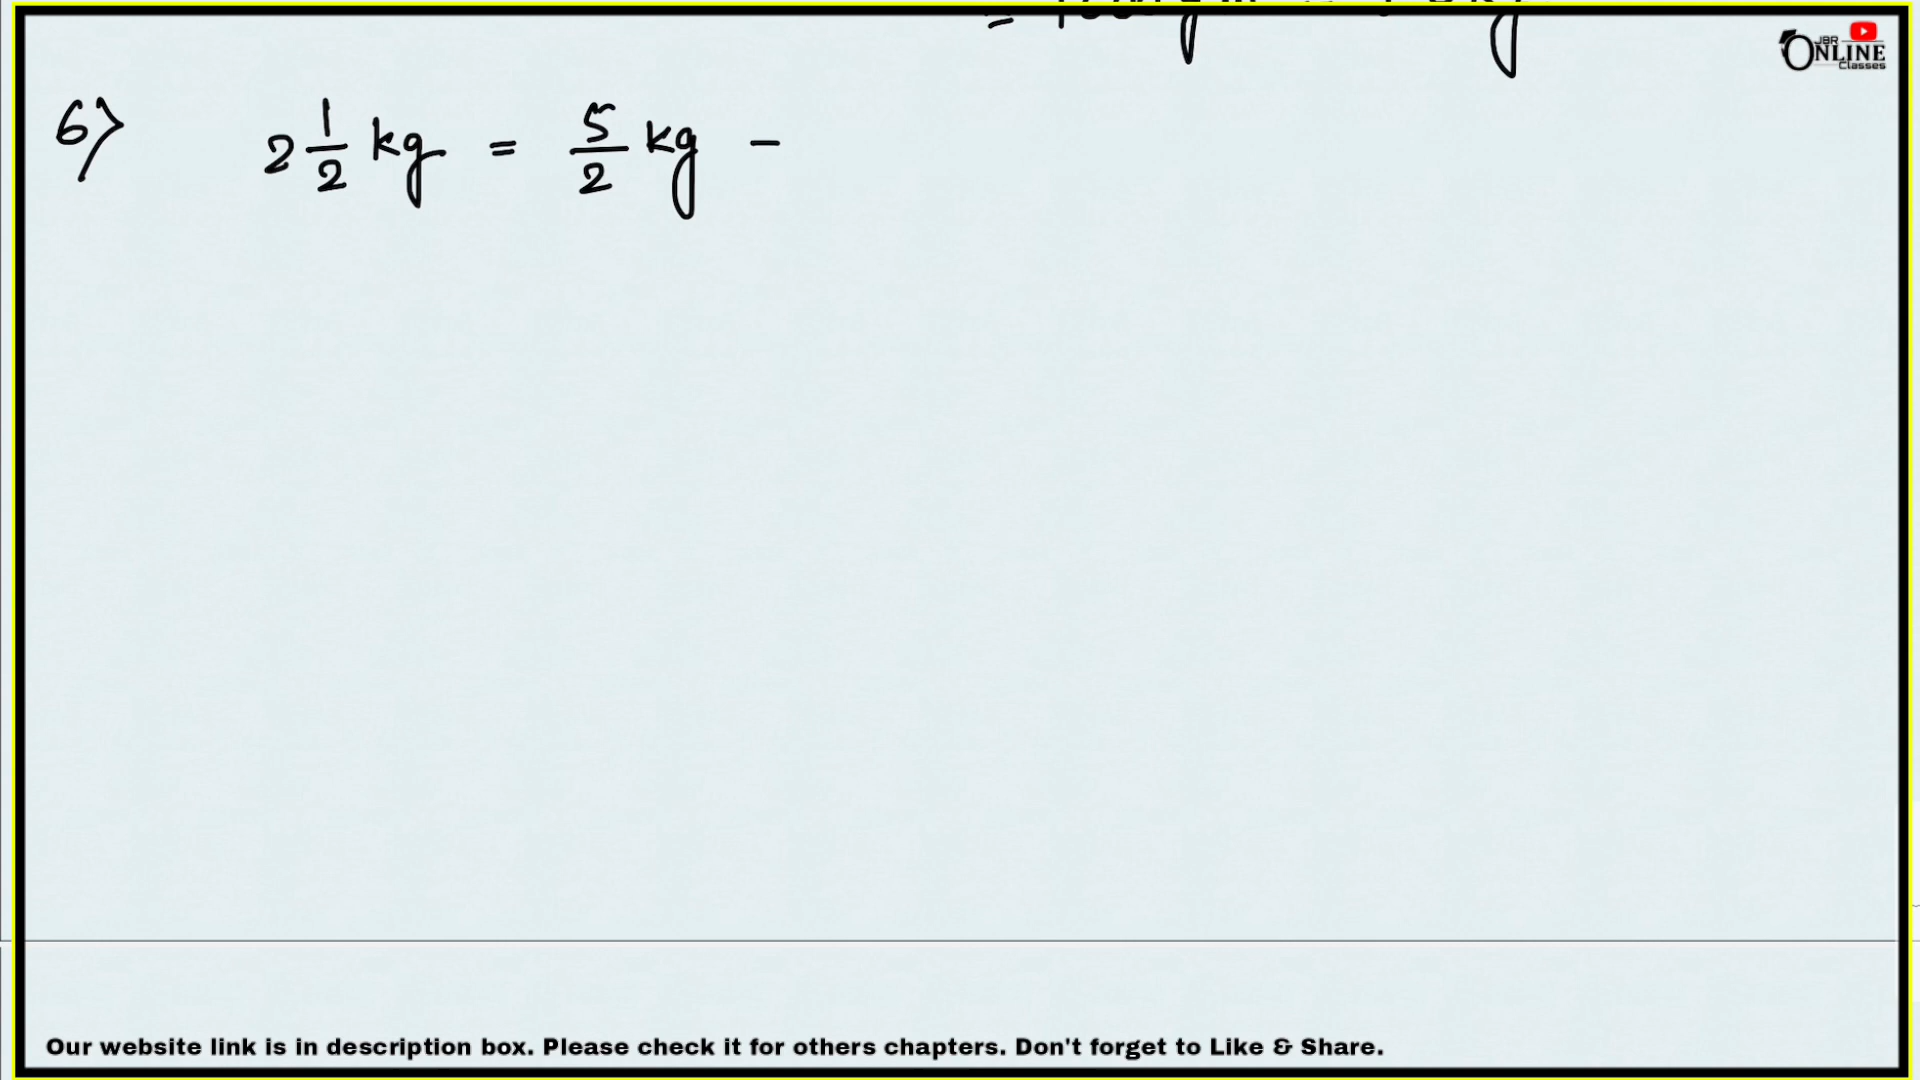 JBR
ONLINE
Classes
6) 2 1/2 kg = 5/2 kg -
Our website link is in description box. Please check it for others chapters. Don't forget to Like & Share.